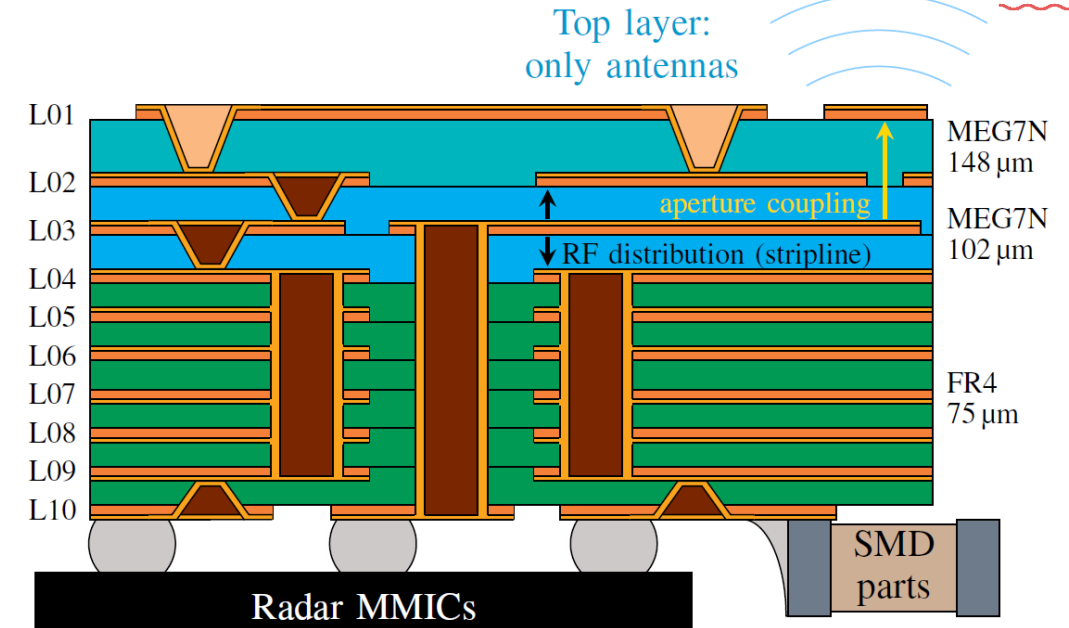 Top layer:
only antennas
L01
MEG7N
148 µm
L02
aperture coupling
MEG7N
102 µm
L03
RF distribution (stripline)
L04
L05
L06
L07
FR4
75 µm
L08
L09
L10
SMD
parts
Radar MMICs